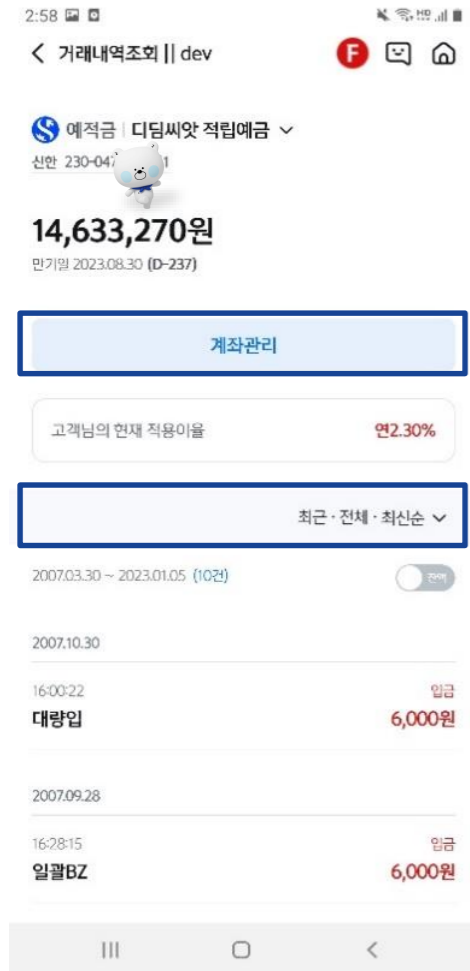 2:58
거래내역조회 || dev
F
S 예적금 | 디딤씨앗 적립예금
신한 230-04 1
14,633,270원
만기일 2023.08.30 (D-237)
계좌관리
고객님의 현재 적용이율 연2.30%
최근 · 전체 · 최신순
2007.03.30 ~ 2023.01.05 (10건) 잔액
2007.10.30
16:00:22 입금
대량입 6,000원
2007.09.28
16:28:15 입금
일괄BZ 6,000원